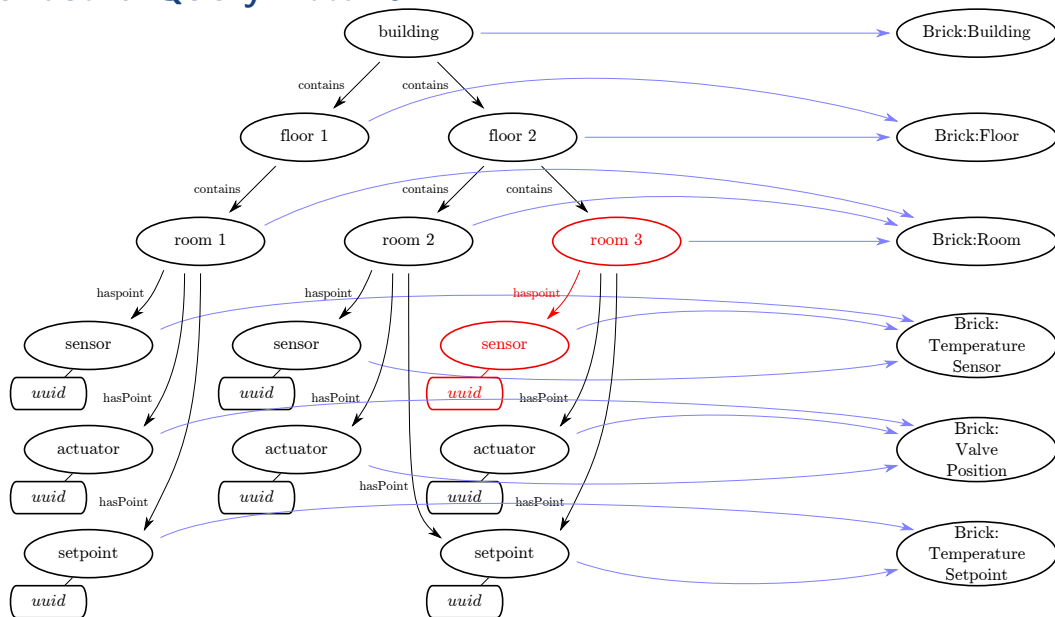 building
Brick:Building
contains
contains
floor 1
floor 2
Brick:Floor
contains
contains
contains
room 1
room 2
room 3
Brick:Room
haspoint
haspoint
haspoint
sensor
sensor
sensor
Brick:
Temperature
Sensor
uuid
uuid
uuid
hasPoint
hasPoint
hasPoint
actuator
actuator
actuator
Brick:
Valve
Position
uuid
uuid
uuid
hasPoint
hasPoint
hasPoint
setpoint
setpoint
Brick:
Temperature
Setpoint
uuid
uuid